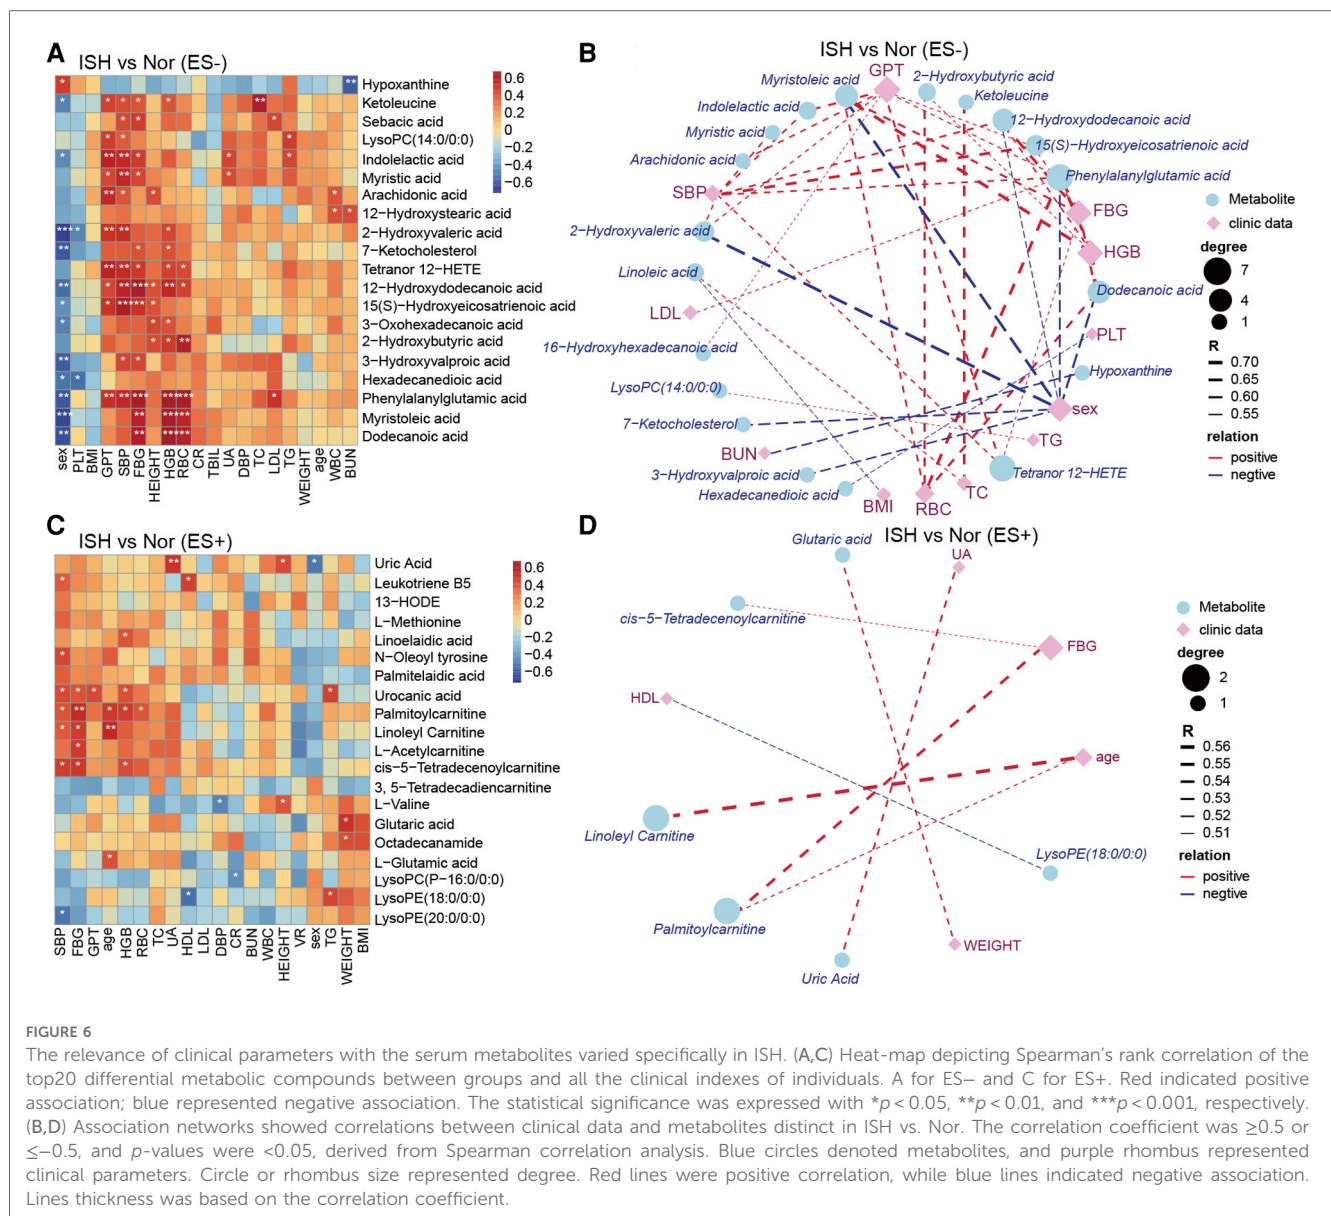 A
ISH vs Nor (ES-)
Hypoxanthine
Ketoleucine
Sebacic acid
LysoPC(14:0/0:0)
Indolelactic acid
Myristic acid
Arachidonic acid
12-Hydroxystearic acid
2-Hydroxyvaleric acid
7-Ketocholesterol
Tetranor 12-HETE
12-Hydroxydodecanoic acid
15(S)-Hydroxyeicosatrienoic acid
3-Oxohexadecanoic acid
2-Hydroxybutyric acid
3-Hydroxyvalproic acid
Hexadecanedioic acid
Phenylalanylglutamic acid
Myristoleic acid
Dodecanoic acid
sex
PLT
BMI
GPT
SBP
FBG
HEIGHT
HGB
RBC
CR
TBIL
UA
DBP
TC
LDL
TG
WEIGHT
age
WBC
BUN
0.6
0.4
0.2
0
-0.2
-0.4
-0.6
B
ISH vs Nor (ES-)
GPT
Myristoleic acid
2-Hydroxybutyric acid
Ketoleucine
Indolelactic acid
12-Hydroxydodecanoic acid
Myristic acid
15(S)-Hydroxyeicosatrienoic acid
Arachidonic acid
Phenylalanylglutamic acid
SBP
FBG
2-Hydroxyvaleric acid
HGB
Linoleic acid
Dodecanoic acid
LDL
PLT
16-Hydroxyhexadecanoic acid
Hypoxanthine
LysoPC(14:0/0:0)
sex
7-Ketocholesterol
TG
BUN
Tetranor 12-HETE
3-Hydroxyvalproic acid
Hexadecanedioic acid
BMI
RBC
TC
Metabolite
clinic data
degree
7
4
1
R
0.70
0.65
0.60
0.55
relation
positive
negtive
C
ISH vs Nor (ES+)
Uric Acid
Leukotriene B5
13-HODE
L-Methionine
Linoelaidic acid
N-Oleoyl tyrosine
Palmitelaidic acid
Urocanic acid
Palmitoylcarnitine
Linoleyl Carnitine
L-Acetylcarnitine
cis-5-Tetradecenoylcarnitine
3, 5-Tetradecadiencarnitine
L-Valine
Glutaric acid
Octadecanamide
L-Glutamic acid
LysoPC(P-16:0/0:0)
LysoPE(18:0/0:0)
LysoPE(20:0/0:0)
SBP
FBG
GPT
age
HGB
RBC
TC
UA
HDL
LDL
DBP
CR
BUN
WBC
HEIGHT
VR
sex
TG
WEIGHT
BMI
0.6
0.4
0.2
0
-0.2
-0.4
-0.6
D
ISH vs Nor (ES+)
Glutaric acid
UA
cis-5-Tetradecenoylcarnitine
FBG
HDL
age
Linoleyl Carnitine
LysoPE(18:0/0:0)
Palmitoylcarnitine
WEIGHT
Uric Acid
Metabolite
clinic data
degree
2
1
R
0.56
0.55
0.54
0.53
0.52
0.51
relation
positive
negtive
FIGURE 6
The relevance of clinical parameters with the serum metabolites varied specifically in ISH. (A,C) Heat-map depicting Spearman's rank correlation of the
top20 differential metabolic compounds between groups and all the clinical indexes of individuals. A for ES− and C for ES+. Red indicated positive
association; blue represented negative association. The statistical significance was expressed with *p < 0.05, **p < 0.01, and ***p < 0.001, respectively.
(B,D) Association networks showed correlations between clinical data and metabolites distinct in ISH vs. Nor. The correlation coefficient was ≥0.5 or
≤−0.5, and p-values were <0.05, derived from Spearman correlation analysis. Blue circles denoted metabolites, and purple rhombus represented
clinical parameters. Circle or rhombus size represented degree. Red lines were positive correlation, while blue lines indicated negative association.
Lines thickness was based on the correlation coefficient.